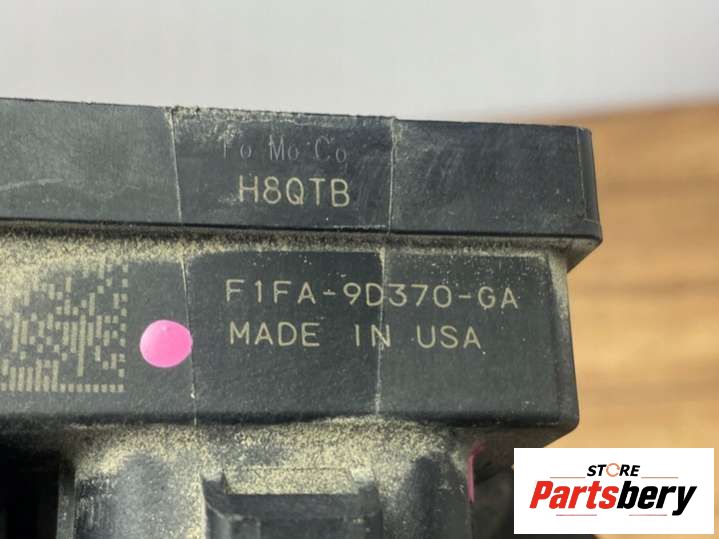 Fo Mo Co
H8QTB
F1FA-9D370-GA
MADE IN USA
STORE
Partsbery